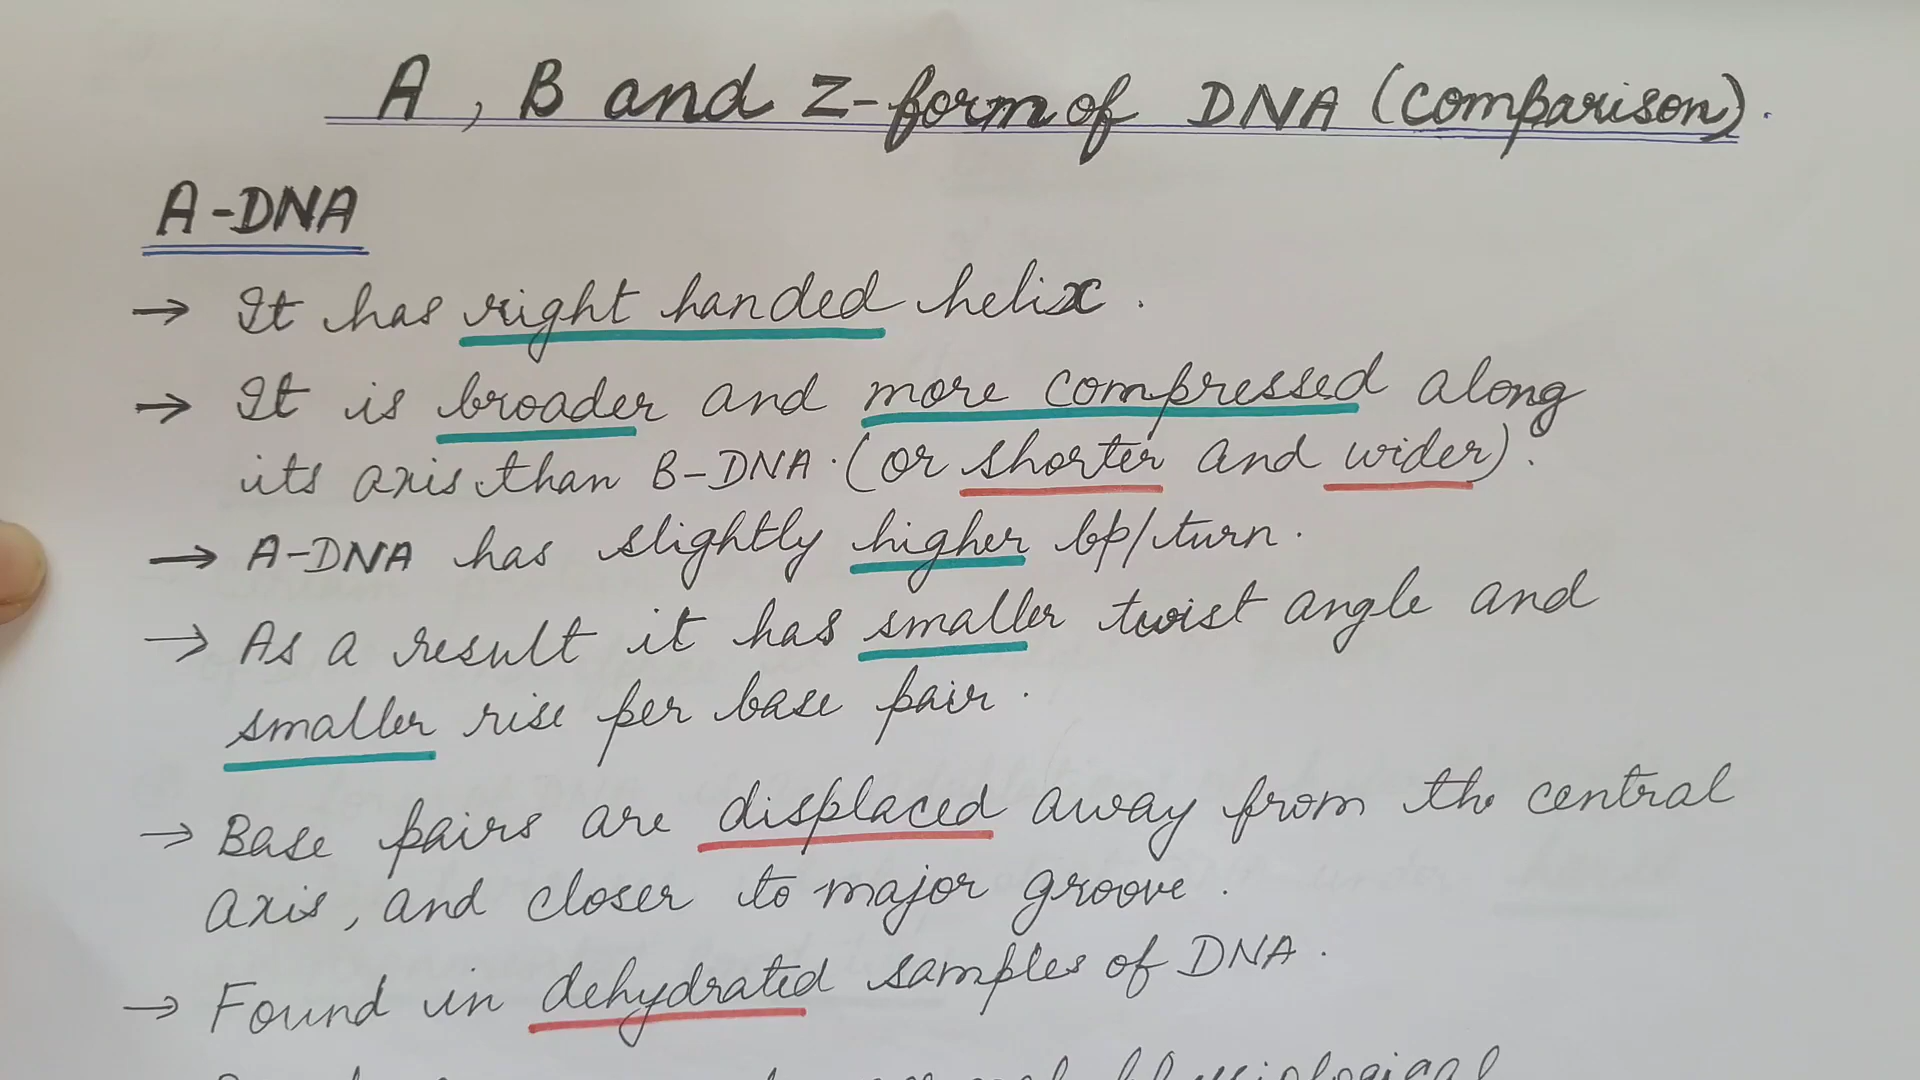 A, B and Z-form of DNA (comparison).
A-DNA
→ It has right handed helix.
→ It is broader and more compressed along
its axis than B-DNA. (or shorter and wider).
→ A-DNA has slightly higher bp/turn.
→ As a result it has smaller twist angle and
smaller rise per base pair.
→ Base pairs are displaced away from the central
axis, and closer to major groove.
→ Found in dehydrated samples of DNA.
physiological